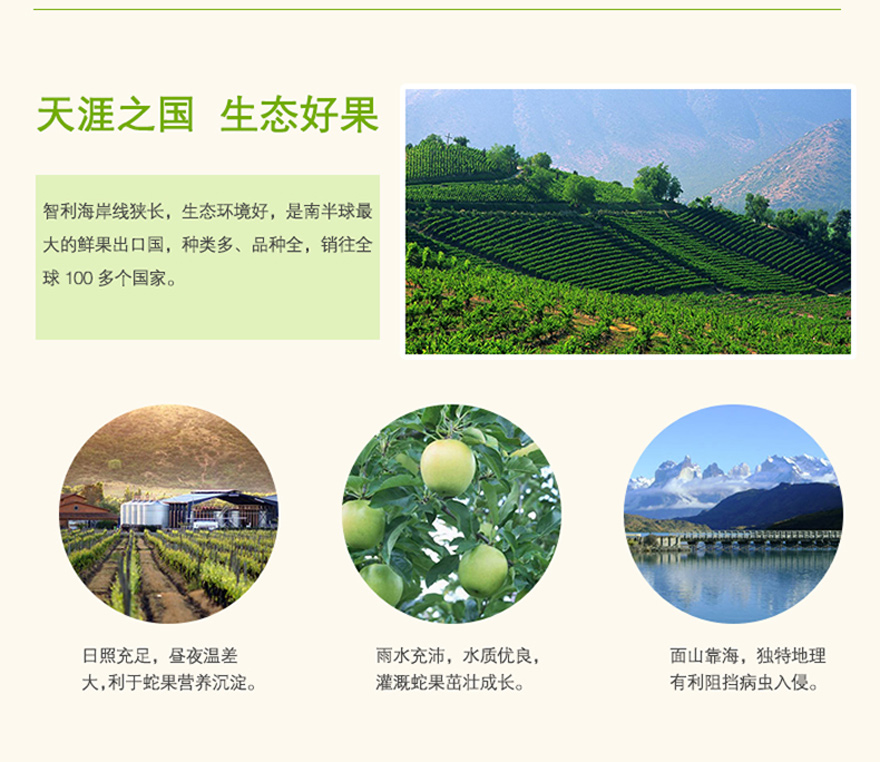 天涯之国 生态好果
智利海岸线狭长，生态环境好，是南半球最
大的鲜果出口国，种类多、品种全，销往全
球 100 多个国家。
日照充足，昼夜温差
大,利于蛇果营养沉淀。
雨水充沛，水质优良，
灌溉蛇果茁壮成长。
面山靠海，独特地理
有利阻挡病虫入侵。